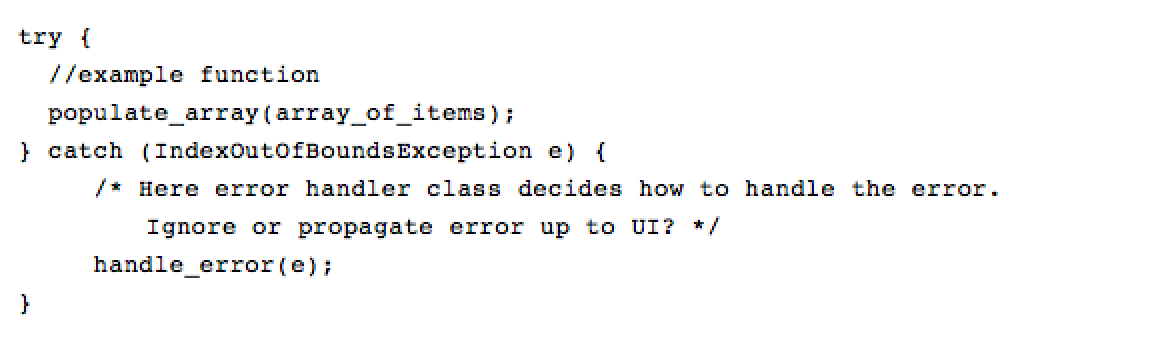 try {
//example function
populate_array(array_of_items);
} catch (IndexOutOfBoundsException e) {
/* Here error handler class decides how to handle the error.
Ignore or propagate error up to UI? */
handle_error(e);
}